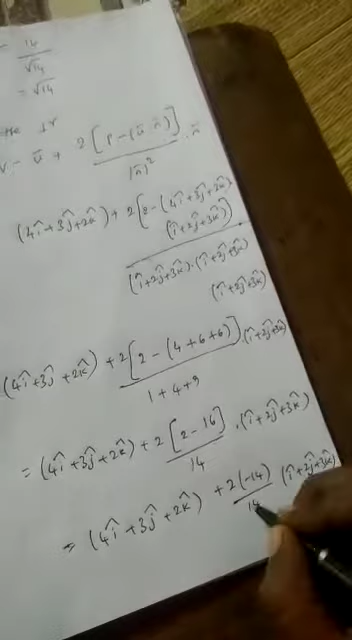 14
√14
= √14
the
v = ū + 2[p - (ū · n̄)] · n̄
|n̄|²
(4î + 3ĵ + 2k̂) + 2[2 - (4î + 3ĵ + 2k̂)
(î + 2ĵ + 3k̂)]
(î + 2ĵ + 3k̂) · (î + 2ĵ + 3k̂)
(î + 2ĵ + 3k̂)
(4î + 3ĵ + 2k̂) + 2[2 - (4 + 6 + 6)] (î + 2ĵ + 3k̂)
1 + 4 + 9
= (4î + 3ĵ + 2k̂) + 2[2 - 16] · (î + 2ĵ + 3k̂)
14
= (4î + 3ĵ + 2k̂) + 2(-14) (î + 2ĵ + 3k̂)
14